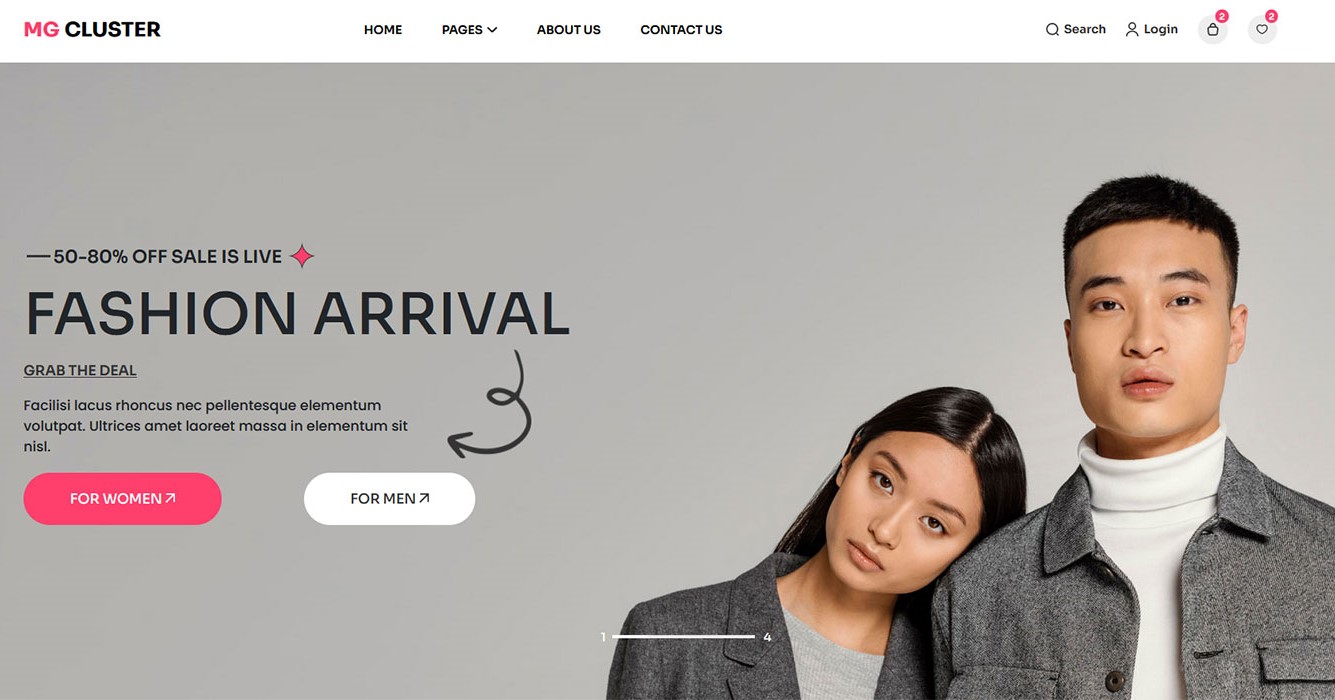 MG CLUSTER
HOME PAGES ABOUT US CONTACT US
Search Login 2 2
50-80% OFF SALE IS LIVE
FASHION ARRIVAL
GRAB THE DEAL
Facilisi lacus rhoncus nec pellentesque elementum
volutpat. Ultrices amet laoreet massa in elementum sit
nisl.
FOR WOMEN FOR MEN
1 4